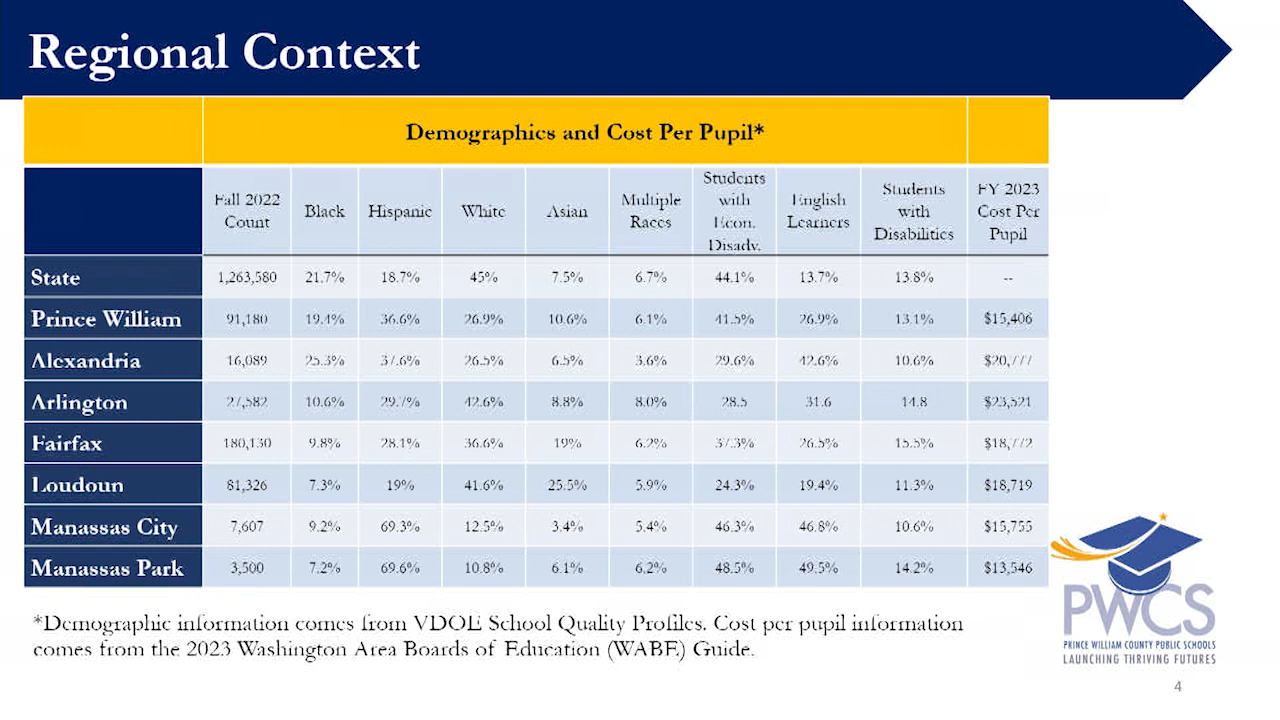 Regional Context
Demographics and Cost Per Pupil*
Fall 2022 Count Black Hispanic White Asian Multiple Races Students with Econ. Disadv. English Learners Students with Disabilities FY 2023 Cost Per Pupil
State 1,263,580 21.7% 18.7% 45% 7.5% 6.7% 44.1% 13.7% 13.8% --
Prince William 91,180 19.4% 36.6% 26.9% 10.6% 6.1% 41.5% 26.9% 13.1% $15,406
Alexandria 16,089 25.3% 37.6% 26.5% 6.5% 3.6% 29.6% 42.6% 10.6% $20,777
Arlington 27,582 10.6% 29.7% 42.6% 8.8% 8.0% 28.5 31.6 14.8 $23,521
Fairfax 180,130 9.8% 28.1% 36.6% 19% 6.2% 37.3% 26.5% 15.5% $18,772
Loudoun 81,326 7.3% 19% 41.6% 25.5% 5.9% 24.3% 19.4% 11.3% $18,719
Manassas City 7,607 9.2% 69.3% 12.5% 3.4% 5.4% 46.3% 46.8% 10.6% $15,755
Manassas Park 3,500 7.2% 69.6% 10.8% 6.1% 6.2% 48.5% 49.5% 14.2% $13,546
*Demographic information comes from VDOE School Quality Profiles. Cost per pupil information
comes from the 2023 Washington Area Boards of Education (WABE) Guide.
PWCS
PRINCE WILLIAM COUNTY PUBLIC SCHOOLS
LAUNCHING THRIVING FUTURES
4